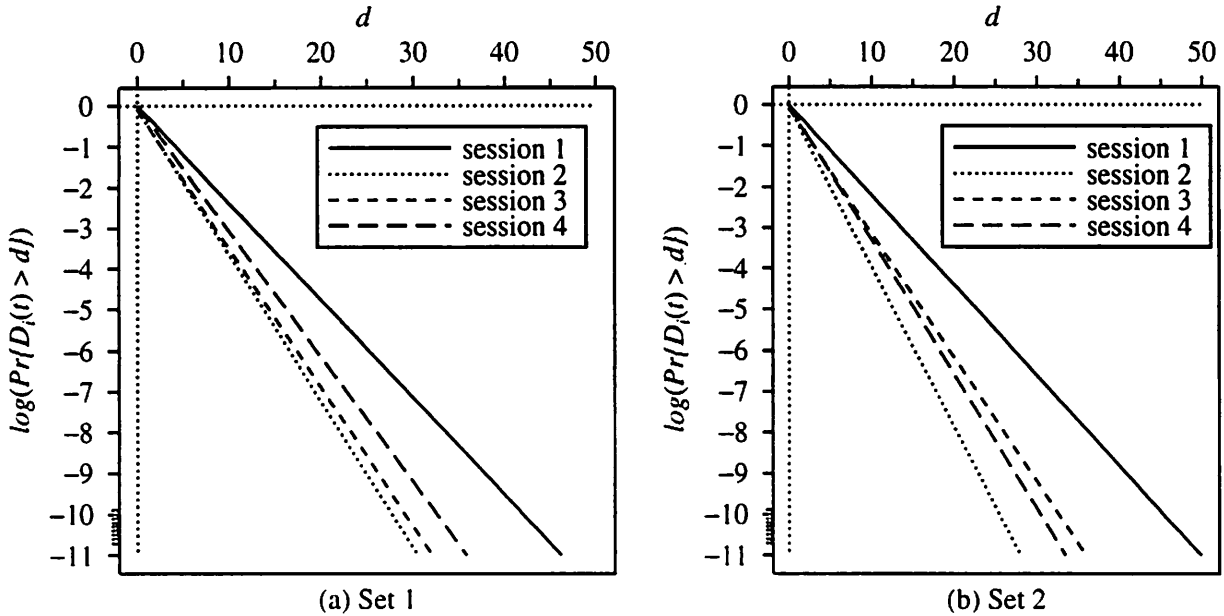 d
0 10 20 30 40 50
0
−1
−2
−3
−4
−5
−6
−7
−8
−9
−10
−11
log(Pr{D_i(t) > d})
session 1
session 2
session 3
session 4
(a) Set 1
d
0 10 20 30 40 50
0
−1
−2
−3
−4
−5
−6
−7
−8
−9
−10
−11
log(Pr{D_i(t) > d})
session 1
session 2
session 3
session 4
(b) Set 2